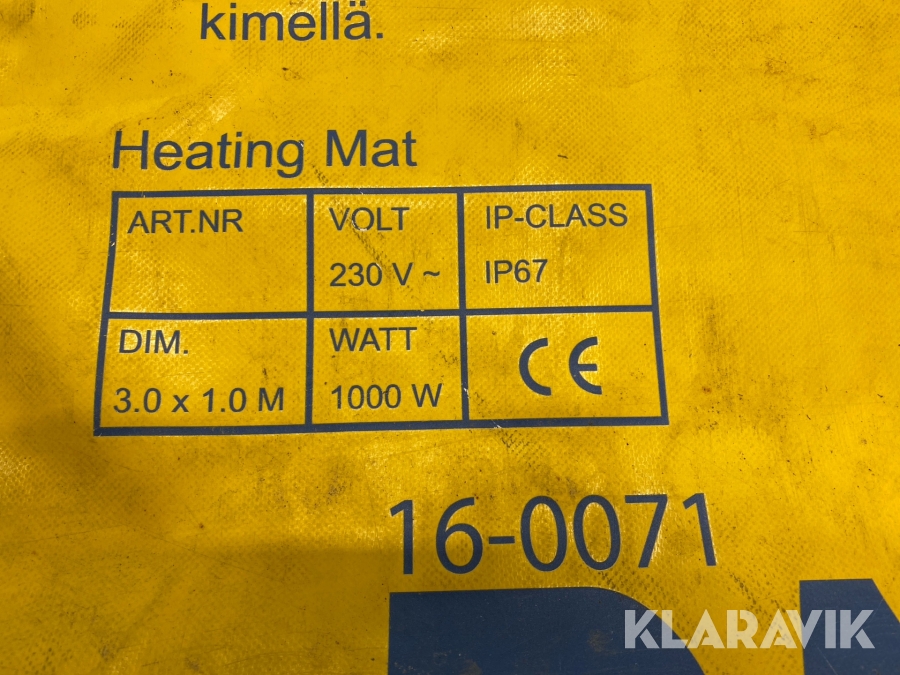 kimellä.
Heating Mat
ART.NR
VOLT
230 V ~
IP-CLASS
IP67
DIM.
3.0 x 1.0 M
WATT
1000 W
CE
16-0071
KLARAVIK